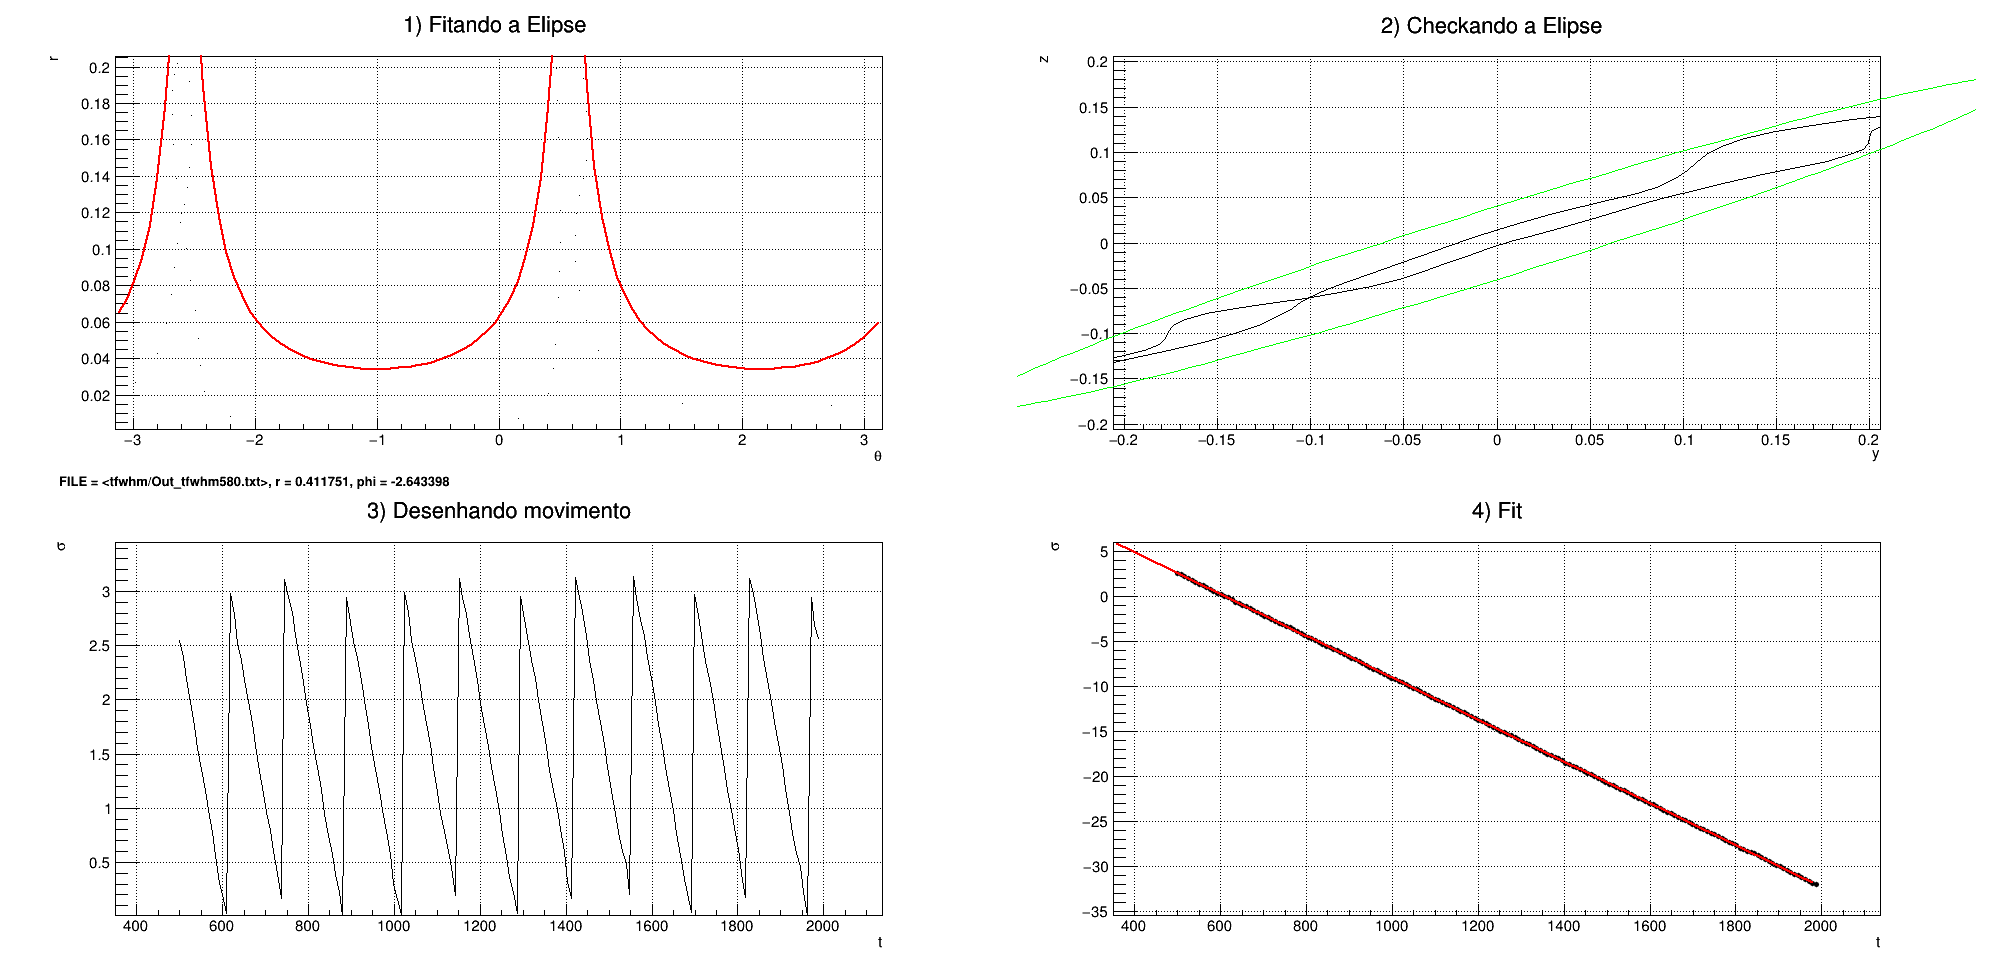 1) Fitando a Elipse
r
0.2
0.18
0.16
0.14
0.12
0.1
0.08
0.06
0.04
0.02
−3 −2 −1 0 1 2 3
θ
2) Checkando a Elipse
z
0.2
0.15
0.1
0.05
0
−0.05
−0.1
−0.15
−0.2
−0.2 −0.15 −0.1 −0.05 0 0.05 0.1 0.15 0.2
y
FILE = <tfwhm/Out_tfwhm580.txt>, r = 0.411751, phi = -2.643398
3) Desenhando movimento
σ
3
2.5
2
1.5
1
0.5
400 600 800 1000 1200 1400 1600 1800 2000
t
4) Fit
σ
5
0
−5
−10
−15
−20
−25
−30
−35
400 600 800 1000 1200 1400 1600 1800 2000
t